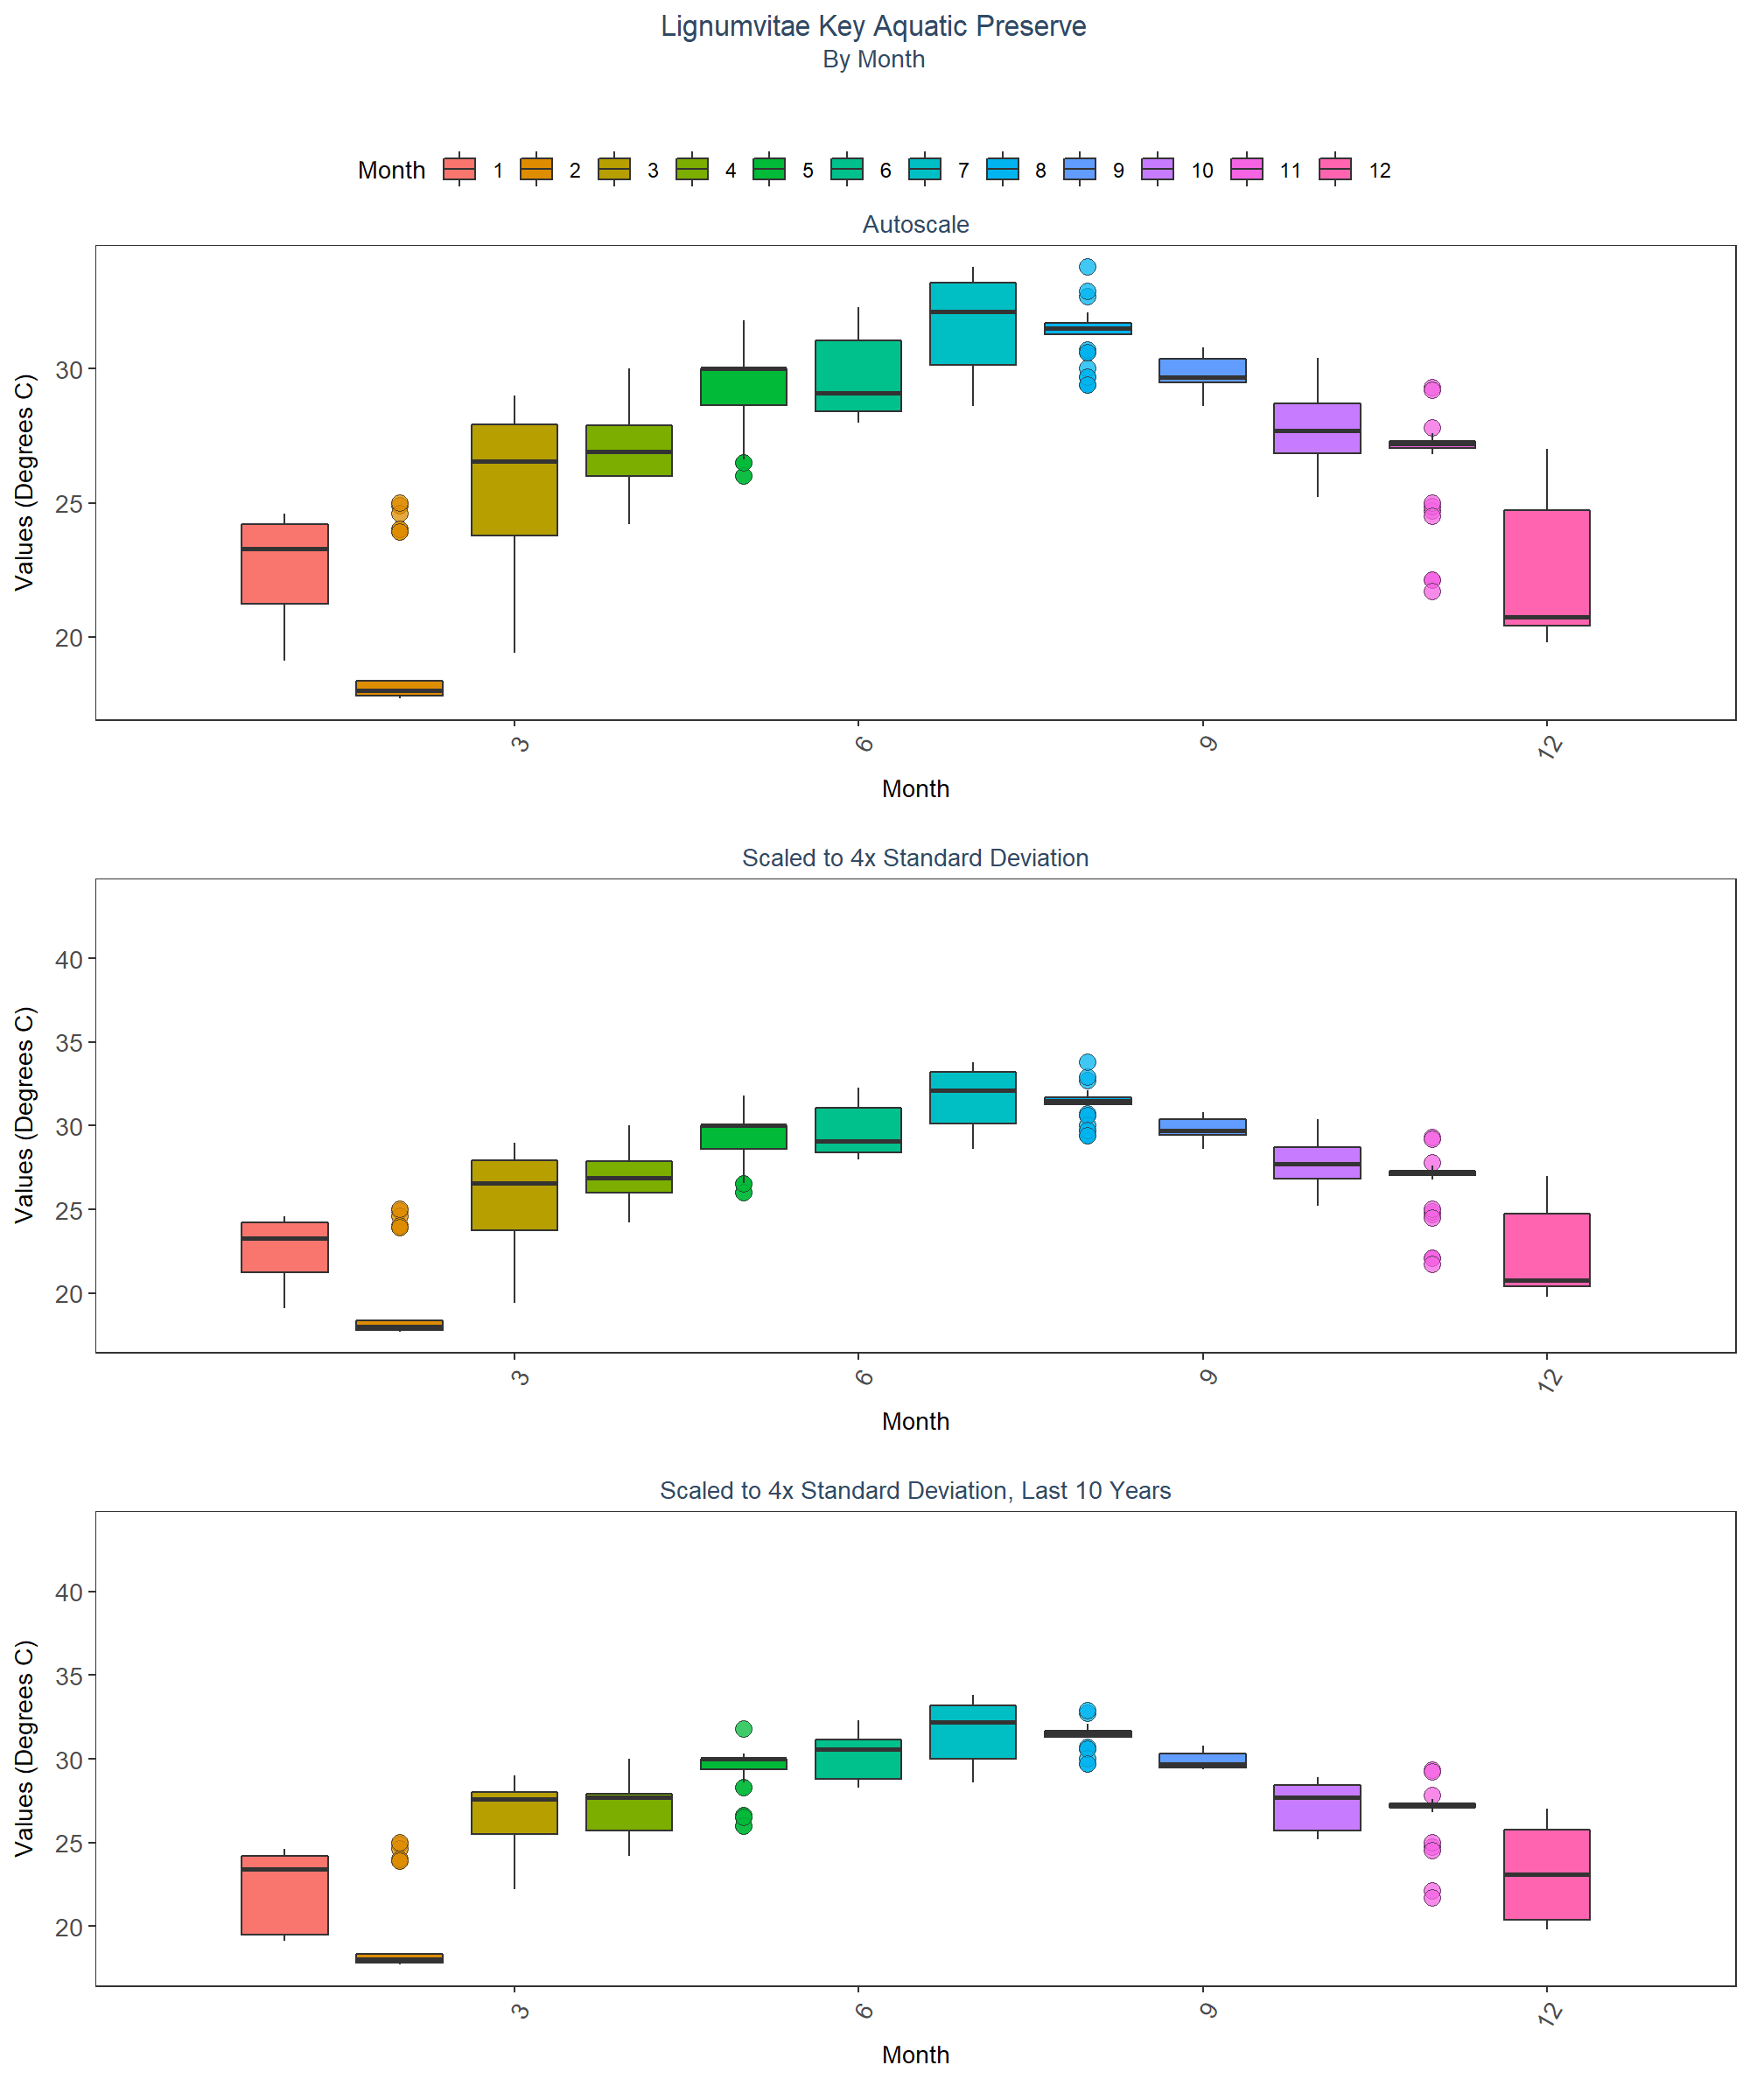 Lignumvitae Key Aquatic Preserve
By Month
Month 1 2 3 4 5 6 7 8 9 10 11 12
Autoscale
Values (Degrees C)
30
25
20
3 6 9 12
Month
Scaled to 4x Standard Deviation
Values (Degrees C)
40
35
30
25
20
3 6 9 12
Month
Scaled to 4x Standard Deviation, Last 10 Years
Values (Degrees C)
40
35
30
25
20
3 6 9 12
Month